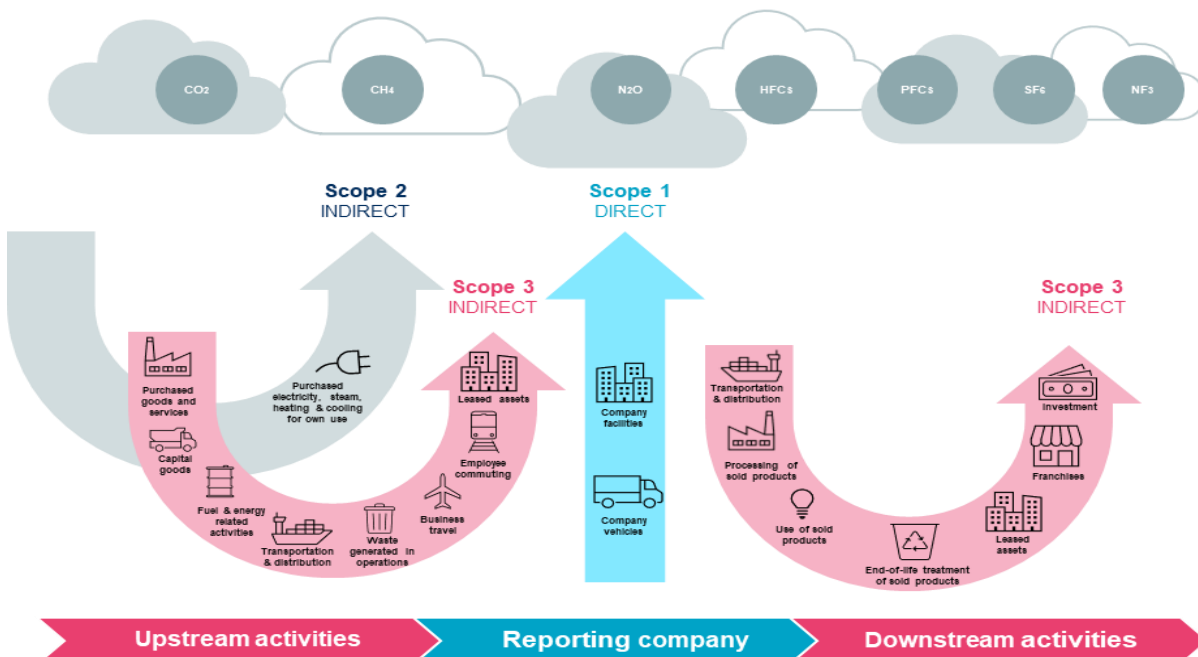 CO2
CH4
N2O
HFCs
PFCs
SF6
NF3
Scope 2
INDIRECT
Scope 1
DIRECT
Scope 3
INDIRECT
Scope 3
INDIRECT
Purchased
goods and
services
Capital
goods
Fuel & energy
related
activities
Transportation
& distribution
Waste
generated in
operations
Business
travel
Employee
commuting
Leased assets
Purchased
electricity, steam,
heating & cooling
for own use
Company
facilities
Company
vehicles
Transportation
& distribution
Processing of
sold products
Use of sold
products
End-of-life treatment
of sold products
Leased
assets
Franchises
Investment
Upstream activities
Reporting company
Downstream activities